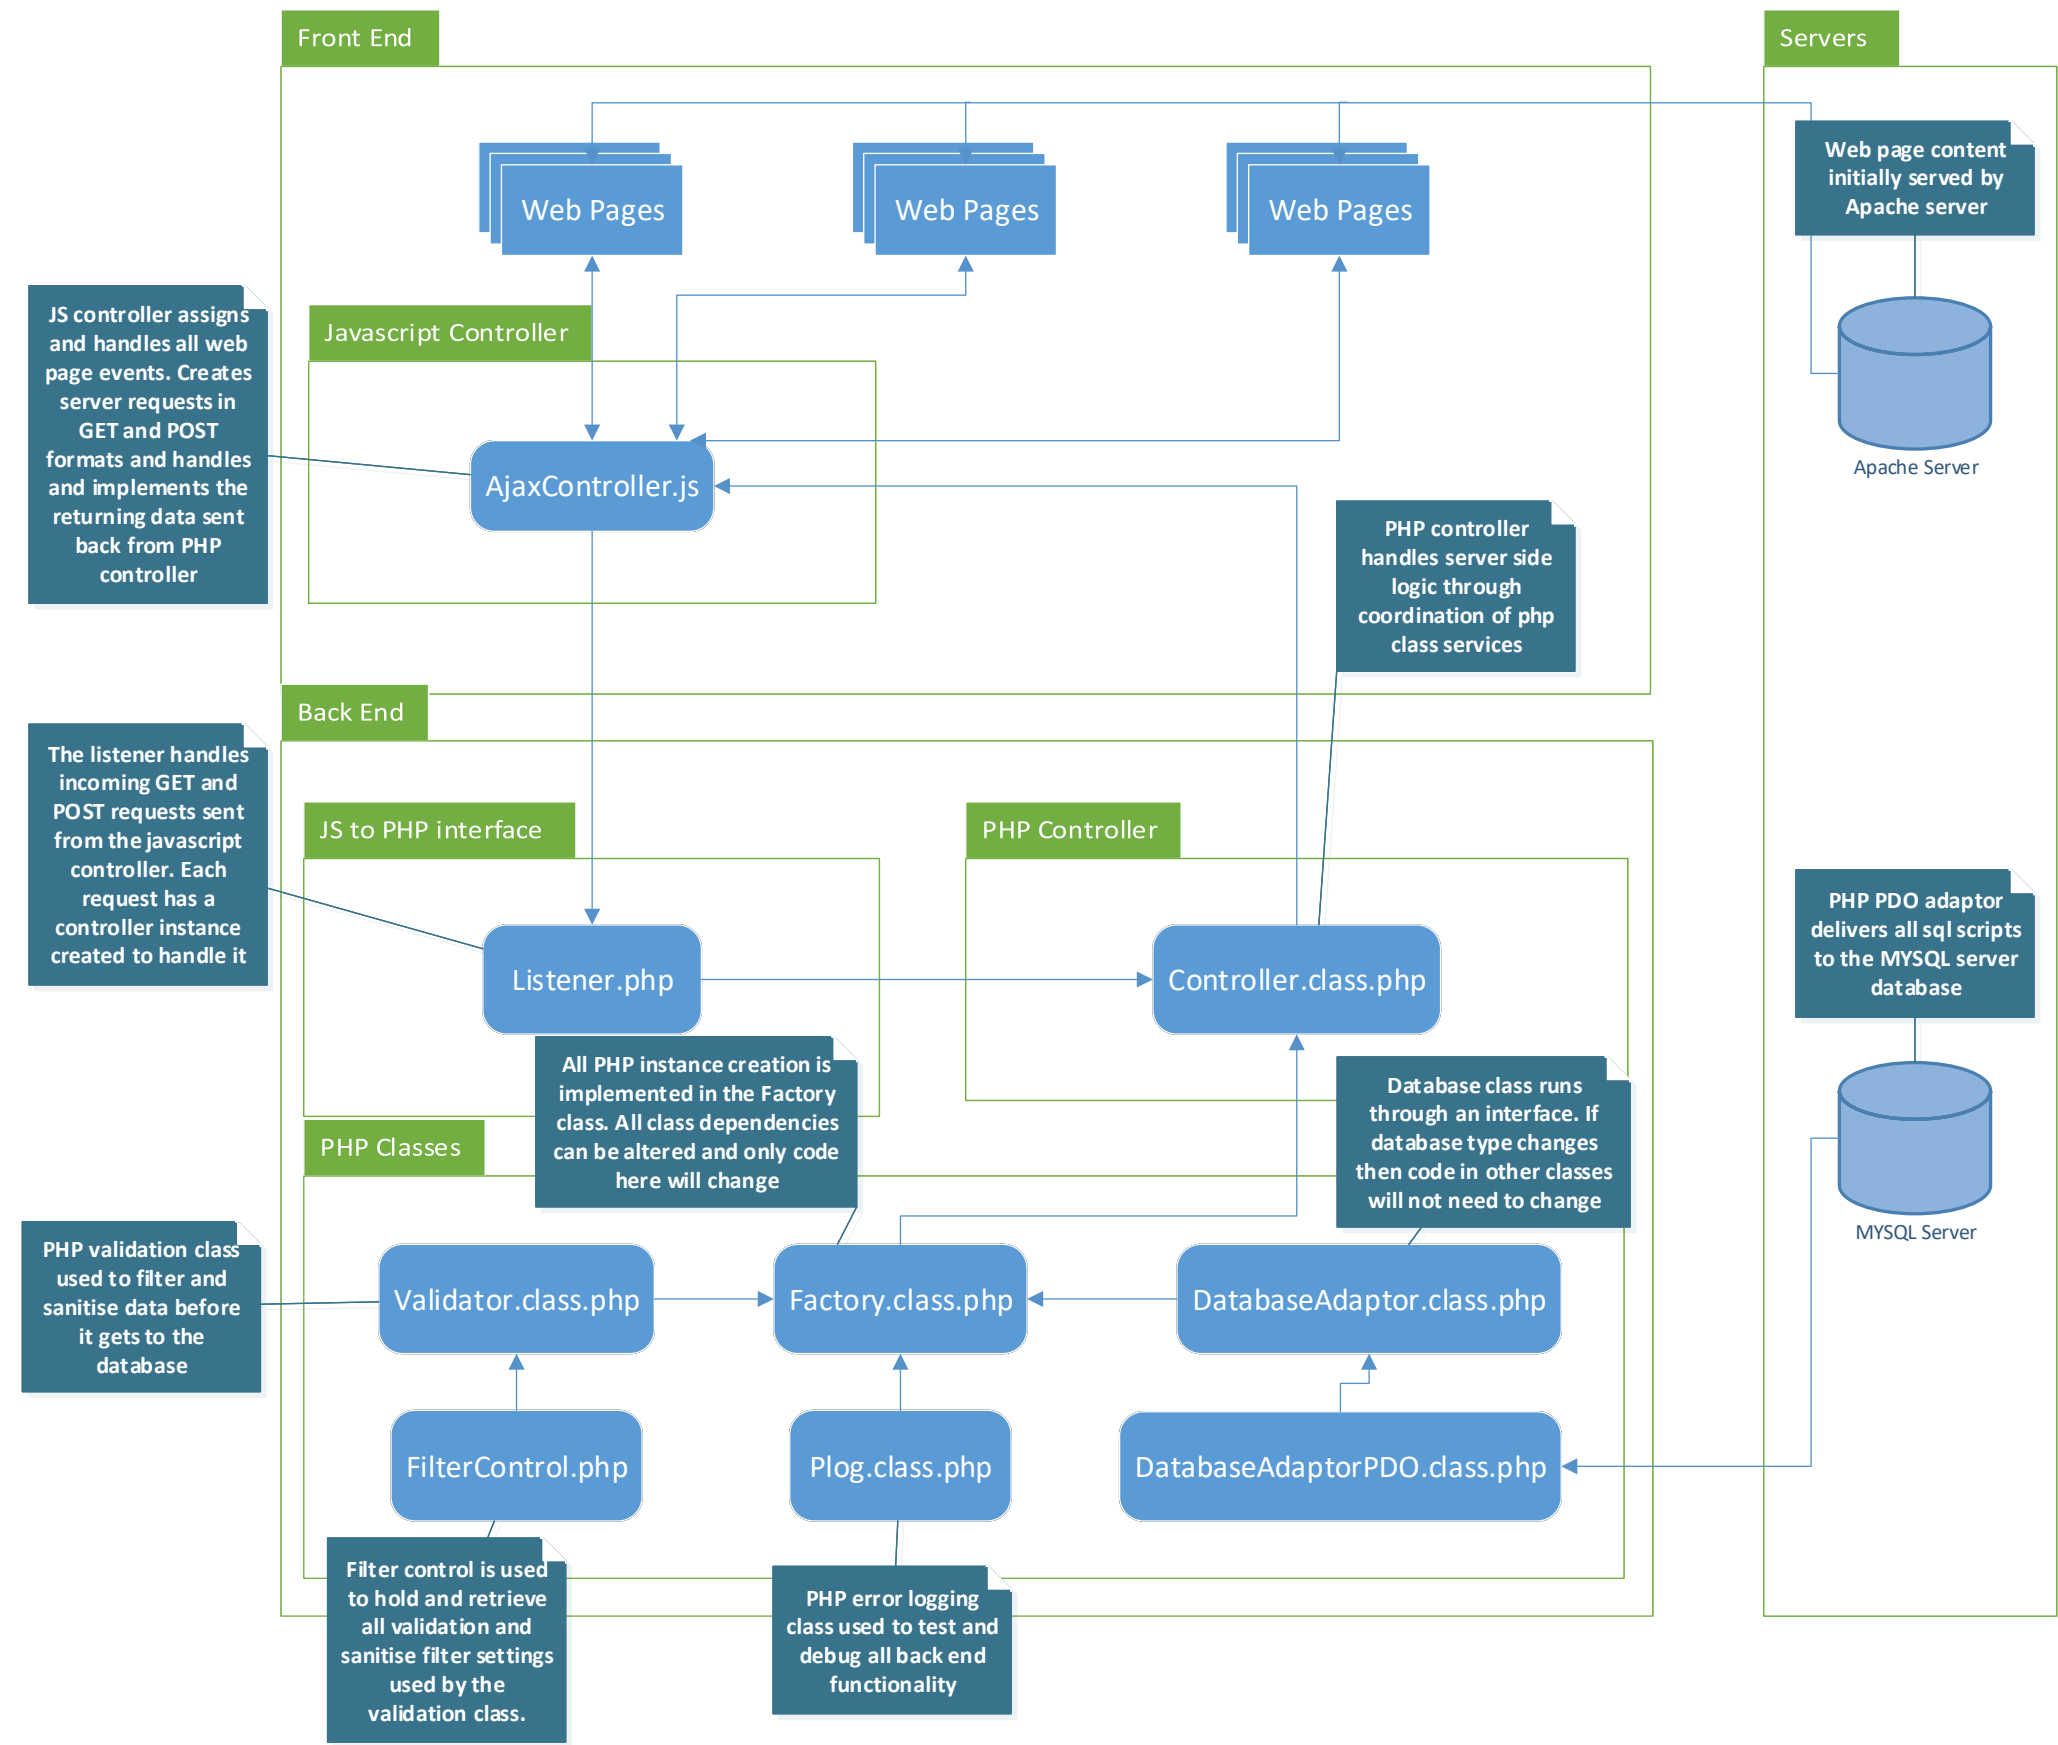 Front End
Servers
Web page content
initially served by
Apache server
Web Pages
Web Pages
Web Pages
JS controller assigns
and handles all web
page events. Creates
server requests in
GET and POST
formats and handles
and implements the
returning data sent
back from PHP
controller
Javascript Controller
AjaxController.js
Apache Server
PHP controller
handles server side
logic through
coordination of php
class services
Back End
The listener handles
incoming GET and
POST requests sent
from the javascript
controller. Each
request has a
controller instance
created to handle it
JS to PHP interface
PHP Controller
Listener.php
Controller.class.php
PHP PDO adaptor
delivers all sql scripts
to the MYSQL server
database
All PHP instance creation is
implemented in the Factory
class. All class dependencies
can be altered and only code
here will change
Database class runs
through an interface. If
database type changes
then code in other classes
will not need to change
PHP Classes
MYSQL Server
PHP validation class
used to filter and
sanitise data before
it gets to the
database
Validator.class.php
Factory.class.php
DatabaseAdaptor.class.php
FilterControl.php
Plog.class.php
DatabaseAdaptorPDO.class.php
Filter control is used
to hold and retrieve
all validation and
sanitise filter settings
used by the
validation class.
PHP error logging
class used to test and
debug all back end
functionality